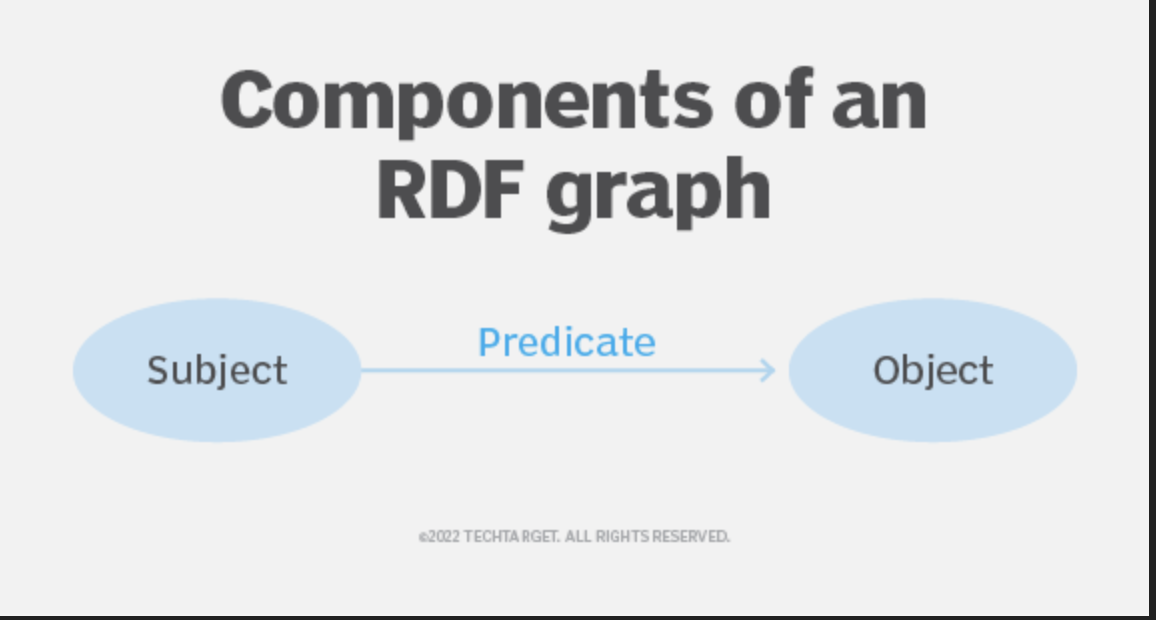 Components of an
RDF graph
Predicate
Subject
Object
©2022 TECHTARGET. ALL RIGHTS RESERVED.